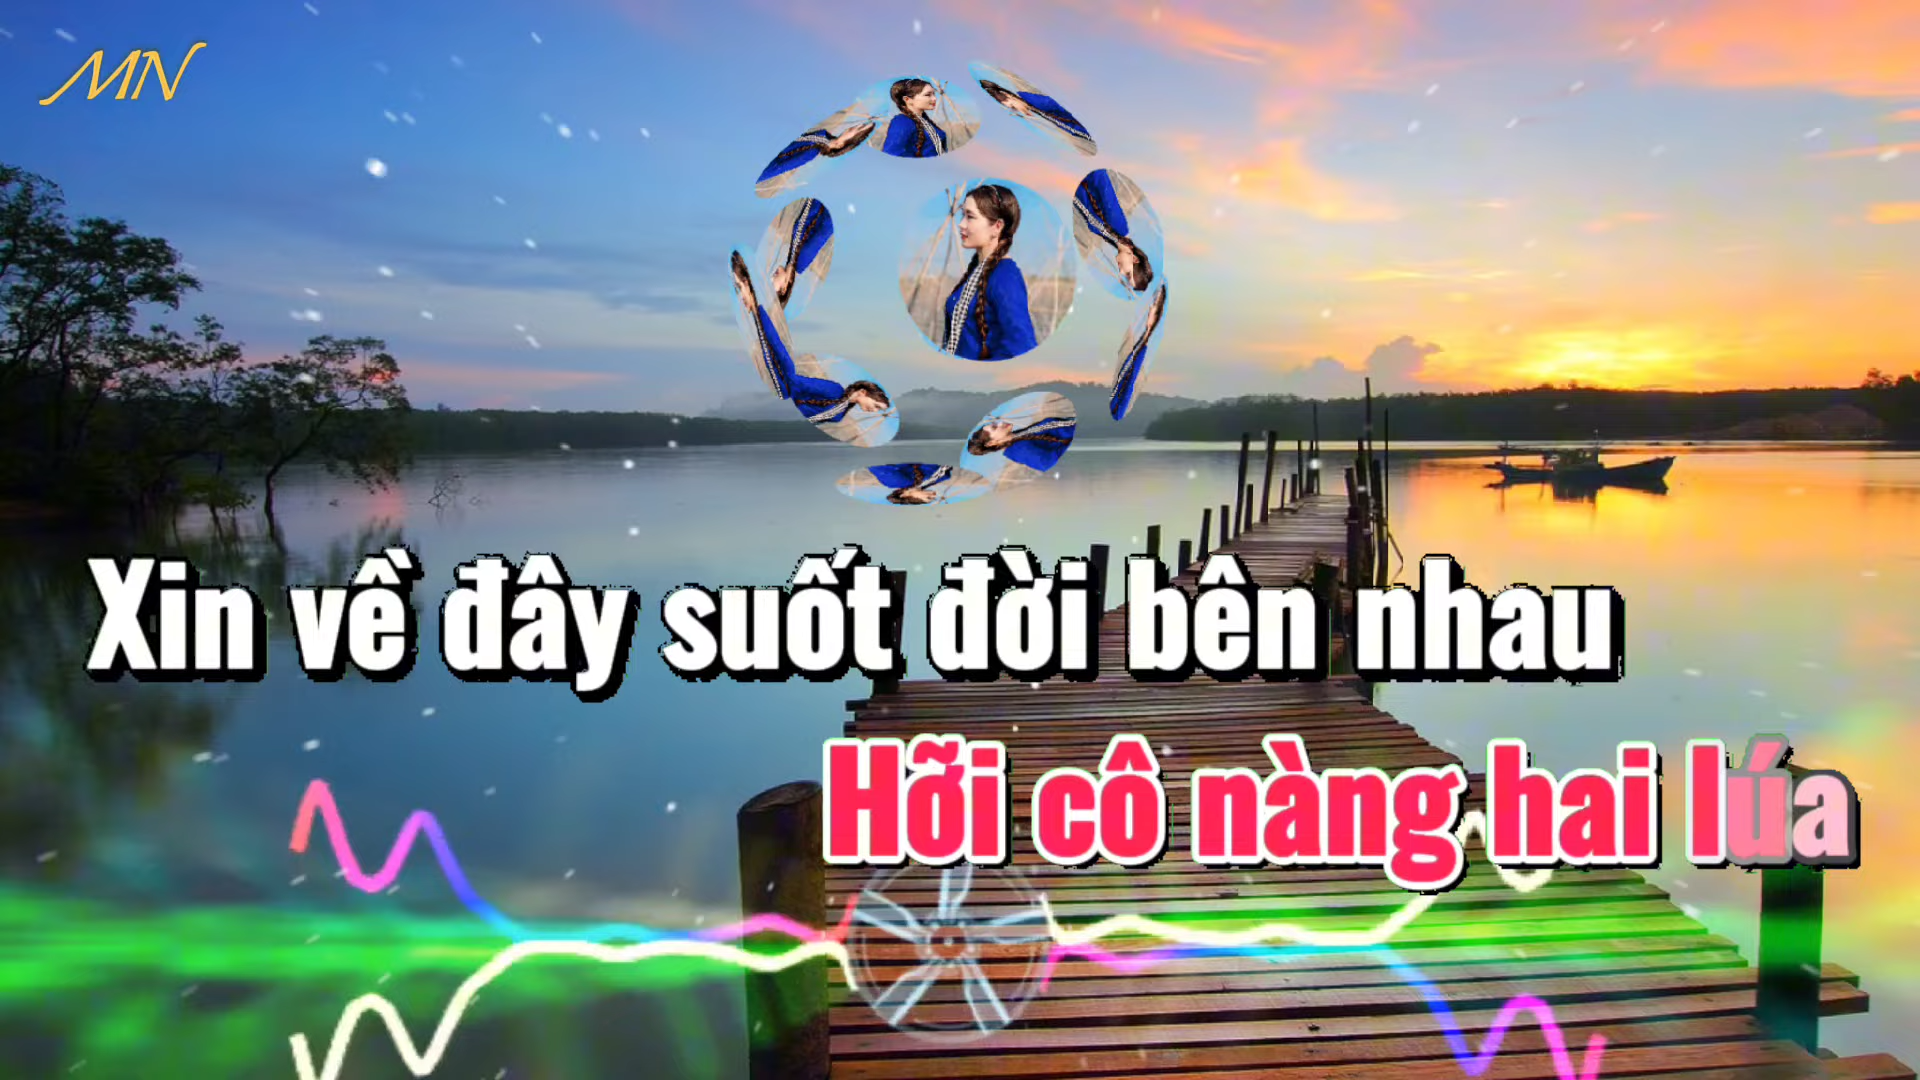 MN
Xin về đây suốt đời bên nhau
Hỡi cô nàng hai lúa